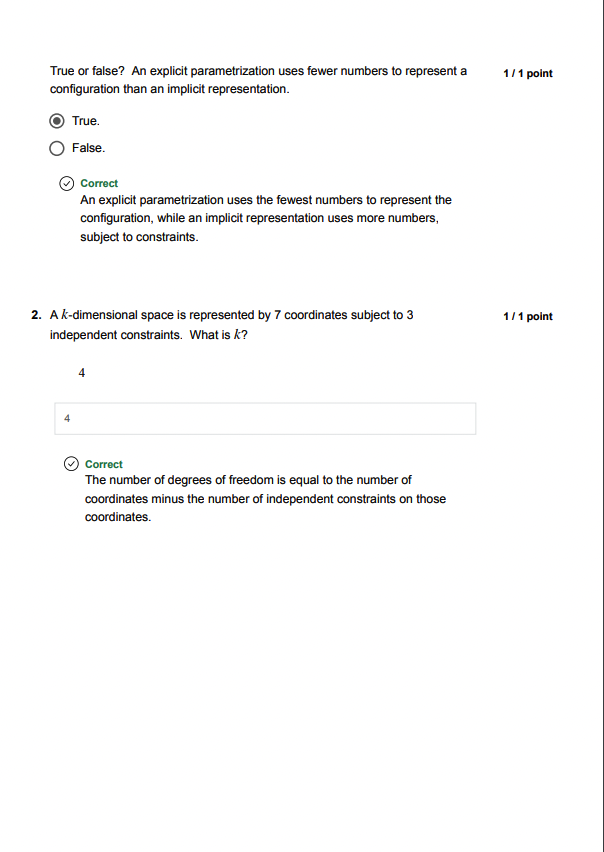 True or false?  An explicit parametrization uses fewer numbers to represent a
1 / 1 point
configuration than an implicit representation.
True.
False.
Correct
An explicit parametrization uses the fewest numbers to represent the
configuration, while an implicit representation uses more numbers,
subject to constraints.
2. A k-dimensional space is represented by 7 coordinates subject to 3
1 / 1 point
independent constraints.  What is k?
4
4
Correct
The number of degrees of freedom is equal to the number of
coordinates minus the number of independent constraints on those
coordinates.